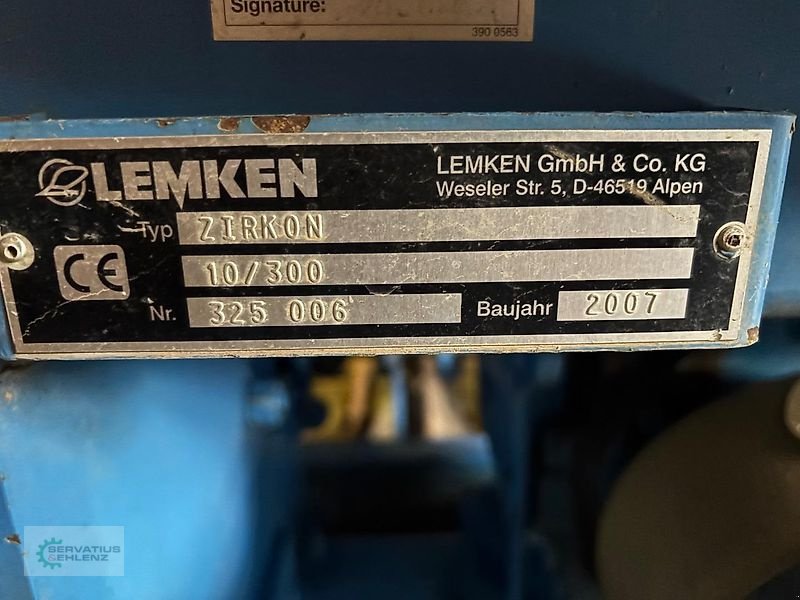 Signature:
390 0563
LEMKEN
LEMKEN GmbH & Co. KG
Weseler Str. 5, D-46519 Alpen
Typ ZIRKON
CE 10/300
Nr. 325 006 Baujahr 2007
SERVATIUS
&EHLENZ